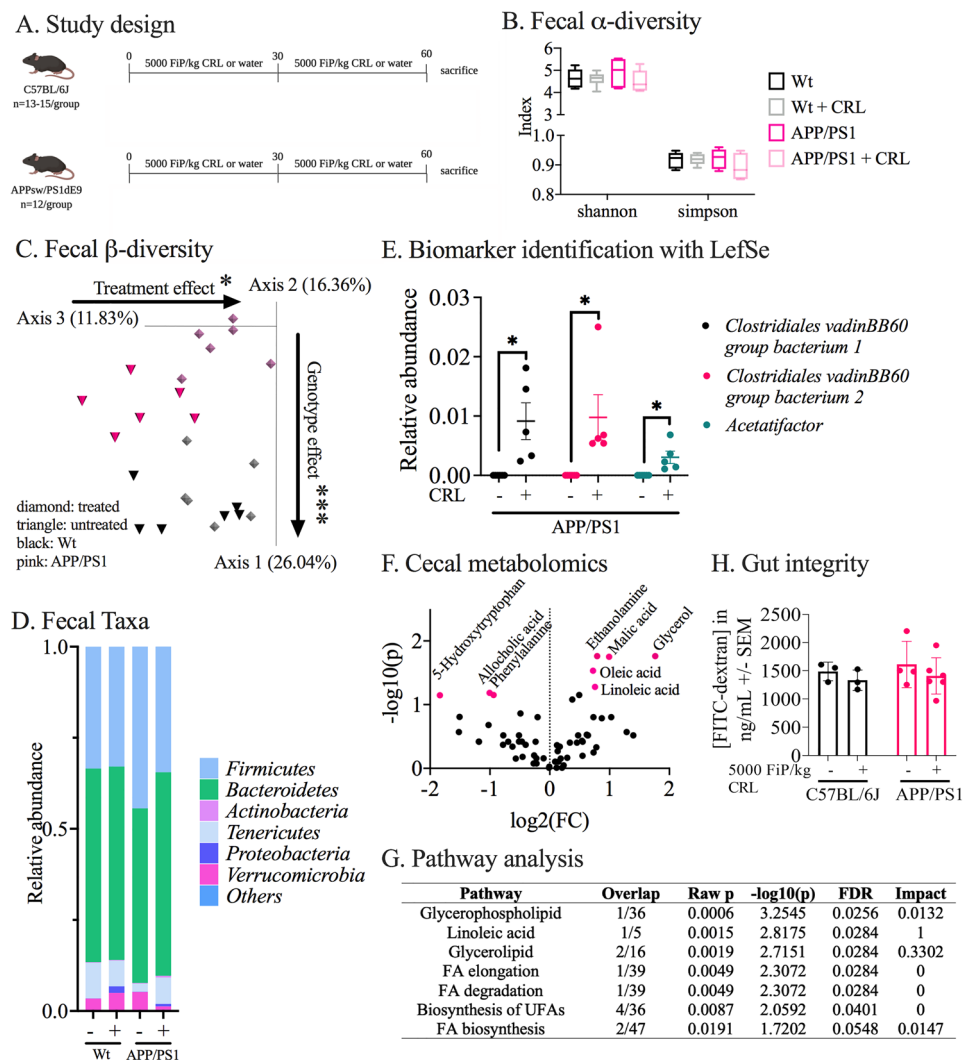 A. Study design
0
30
60
5000 FiP/kg CRL or water
5000 FiP/kg CRL or water
sacrifice
C57BL/6J
n=13-15/group
0
30
60
5000 FiP/kg CRL or water
5000 FiP/kg CRL or water
sacrifice
APPsw/PS1dE9
n=12/group
B. Fecal α-diversity
Index
6
5
4
3
1.0
0.9
0.8
shannon
simpson
Wt
Wt + CRL
APP/PS1
APP/PS1 + CRL
C. Fecal β-diversity
Treatment effect *
Axis 2 (16.36%)
Axis 3 (11.83%)
Genotype effect ***
diamond: treated
triangle: untreated
black: Wt
pink: APP/PS1
Axis 1 (26.04%)
D. Fecal Taxa
Relative abundance
1.0
0.5
0.0
- + - +
Wt APP/PS1
Firmicutes
Bacteroidetes
Actinobacteria
Tenericutes
Proteobacteria
Verrucomicrobia
Others
E. Biomarker identification with LefSe
Relative abundance
0.03
0.02
0.01
0.00
*
*
*
CRL - + - + - +
APP/PS1
Clostridiales vadinBB60
group bacterium 1
Clostridiales vadinBB60
group bacterium 2
Acetatifactor
F. Cecal metabolomics
-log10(p)
2
1
0
-2 -1 0 1 2
log2(FC)
5-Hydroxytryptophan
Allocholic acid
Phenylalanine
Ethanolamine
Malic acid
Glycerol
Oleic acid
Linoleic acid
H. Gut integrity
[FITC-dextran] in
ng/mL +/- SEM
2500
2000
1500
1000
500
0
5000 FiP/kg
CRL
- + - +
C57BL/6J APP/PS1
G. Pathway analysis
Pathway Overlap Raw p -log10(p) FDR Impact
Glycerophospholipid 1/36 0.0006 3.2545 0.0256 0.0132
Linoleic acid 1/5 0.0015 2.8175 0.0284 1
Glycerolipid 2/16 0.0019 2.7151 0.0284 0.3302
FA elongation 1/39 0.0049 2.3072 0.0284 0
FA degradation 1/39 0.0049 2.3072 0.0284 0
Biosynthesis of UFAs 4/36 0.0087 2.0592 0.0401 0
FA biosynthesis 2/47 0.0191 1.7202 0.0548 0.0147